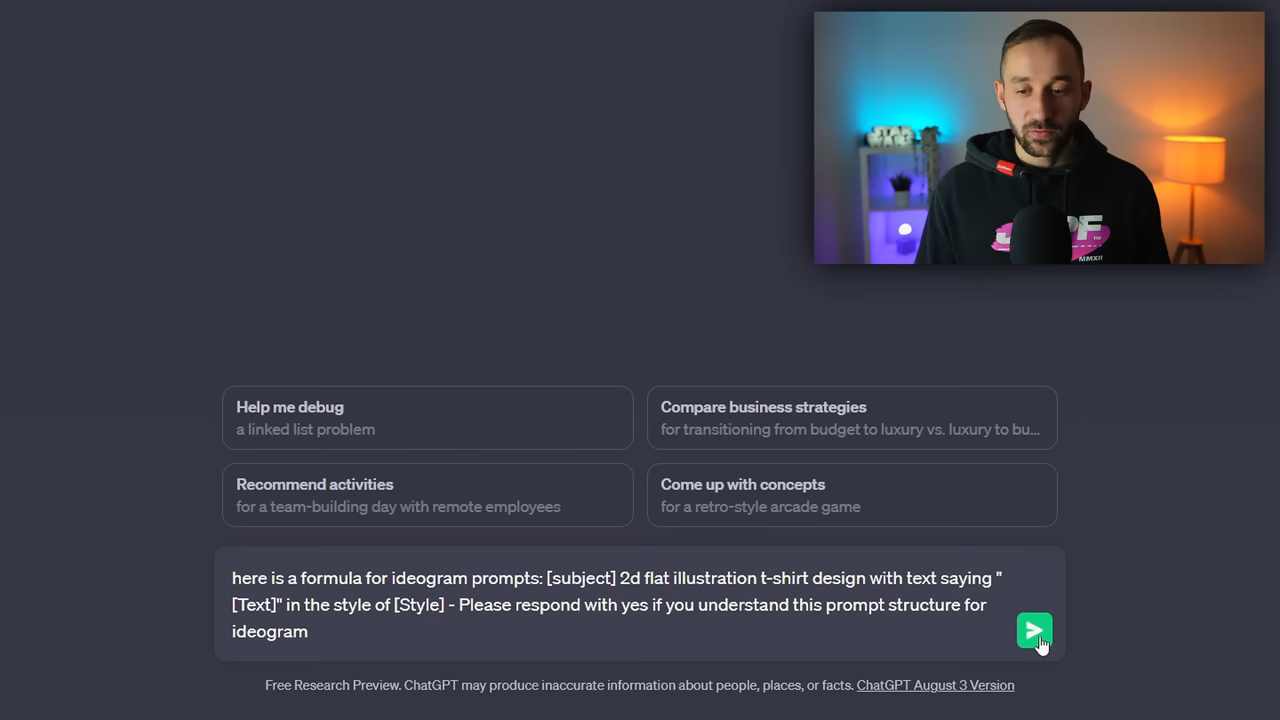 STAR
WARS
MMXII
Help me debug
a linked list problem
Compare business strategies
for transitioning from budget to luxury vs. luxury to bu...
Recommend activities
for a team-building day with remote employees
Come up with concepts
for a retro-style arcade game
here is a formula for ideogram prompts: [subject] 2d flat illustration t-shirt design with text saying "
[Text]" in the style of [Style] - Please respond with yes if you understand this prompt structure for
ideogram
Free Research Preview. ChatGPT may produce inaccurate information about people, places, or facts. ChatGPT August 3 Version